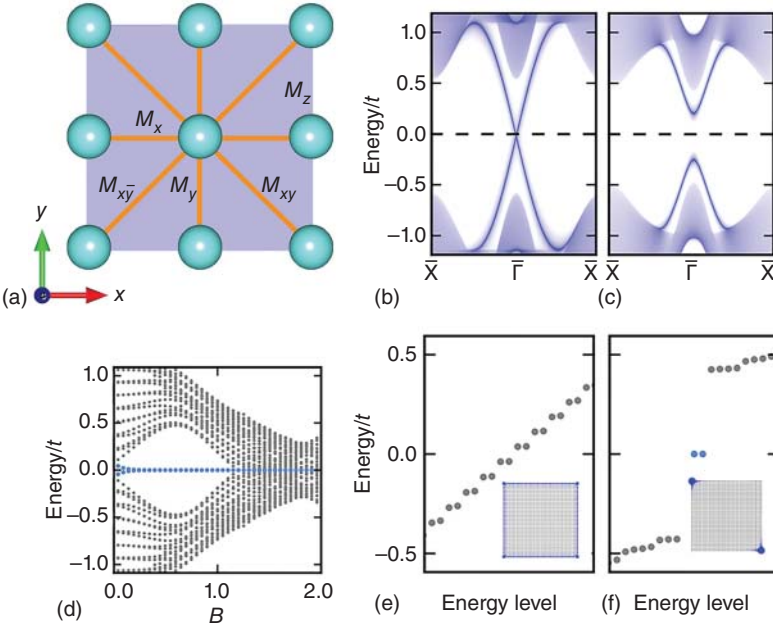 M_z
M_x
M_{x\bar{y}}
M_y
M_{xy}
y
x
(a)
Energy/t
1.0
0.5
0.0
−0.5
−1.0
X̄ Γ̄ X̄ X̄ Γ̄ X̄
(b) (c)
Energy/t
1.0
0.5
0.0
−0.5
−1.0
0.0 1.0 2.0
B
(d)
Energy/t
0.5
0.0
−0.5
(e) Energy level (f) Energy level